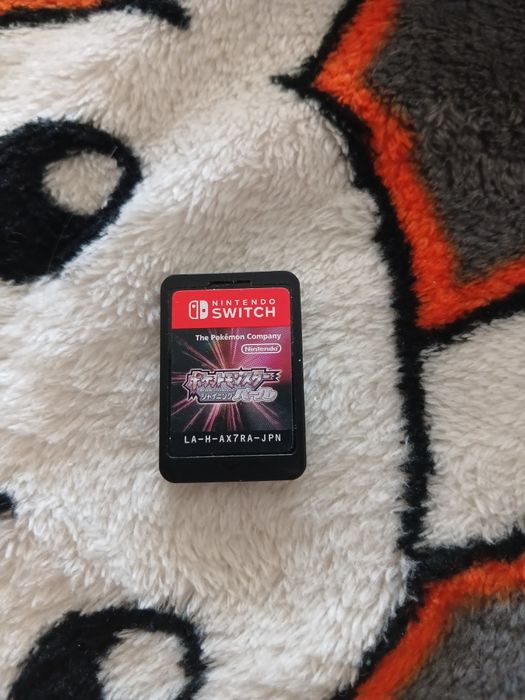 NINTENDO
SWITCH
The Pokémon Company
Nintendo
ポケットモンスター
シャイニングパール
LA-H-AX7RA-JPN